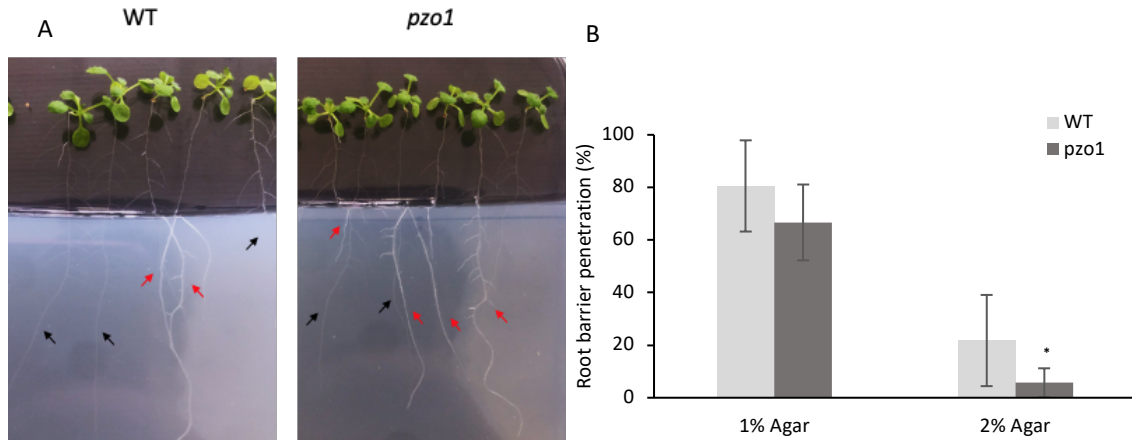 A
WT
pzo1
B
Root barrier penetration (%)
100
80
60
40
20
0
1% Agar
2% Agar
*
WT
pzo1